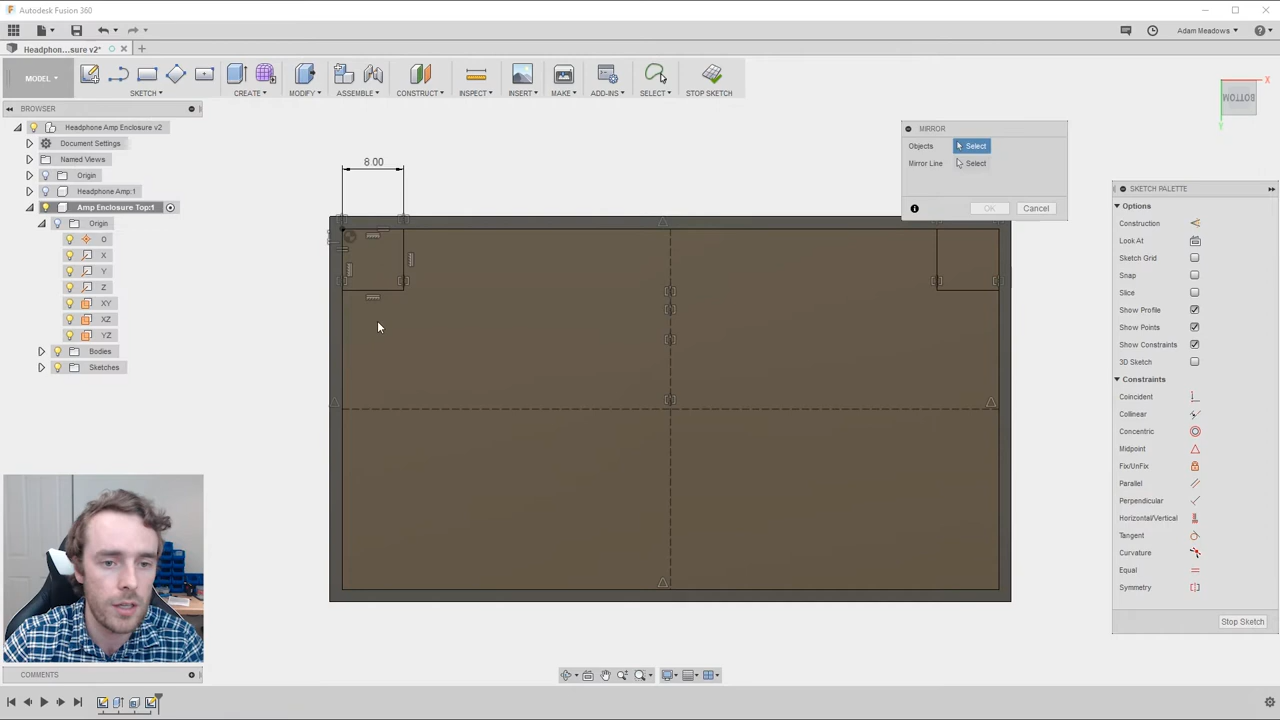 Autodesk Fusion 360
Adam Meadows
Headphon...sure v2*
MODEL
SKETCH
CREATE
MODIFY
ASSEMBLE
CONSTRUCT
INSPECT
INSERT
MAKE
ADD-INS
SELECT
STOP SKETCH
BROWSER
Headphone Amp Enclosure v2
Document Settings
Named Views
Origin
Headphone Amp:1
Amp Enclosure Top:1
Origin
O
X
Y
Z
XY
XZ
YZ
Bodies
Sketches
8.00
MIRROR
Objects
Select
Mirror Line
Select
OK
Cancel
BOTTOM
X
Y
SKETCH PALETTE
Options
Construction
Look At
Sketch Grid
Snap
Slice
Show Profile
Show Points
Show Constraints
3D Sketch
Constraints
Coincident
Collinear
Concentric
Midpoint
Fix/UnFix
Parallel
Perpendicular
Horizontal/Vertical
Tangent
Curvature
Equal
Symmetry
Stop Sketch
COMMENTS